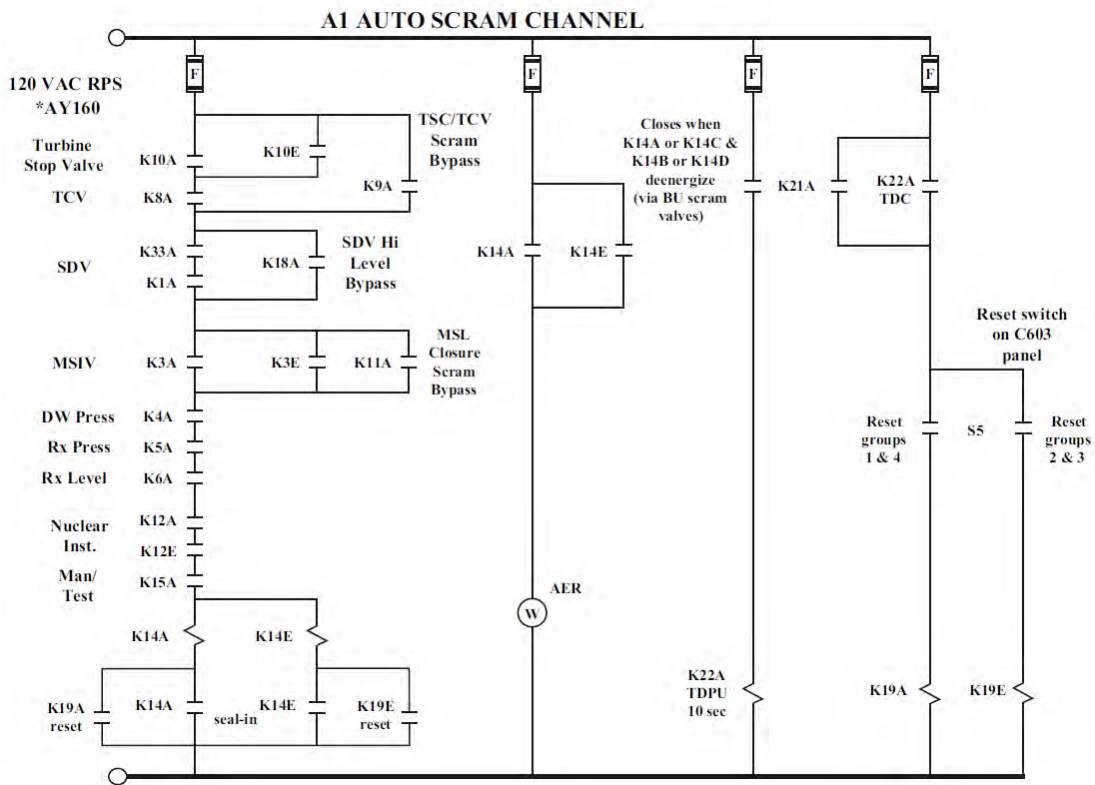 A1 AUTO SCRAM CHANNEL
F
F
F
F
120 VAC RPS
*AY160
TSC/TCV
Scram
Bypass
Turbine
Stop Valve
K10A
K10E
K9A
TCV
K8A
Closes when
K14A or K14C &
K14B or K14D
deenergize
(via BU scram
valves)
K21A
K22A
TDC
SDV
K33A
K1A
K18A
SDV Hi
Level
Bypass
K14A
K14E
MSIV
K3A
K3E
K11A
MSL
Closure
Scram
Bypass
Reset switch
on C603
panel
DW Press
K4A
Rx Press
K5A
Rx Level
K6A
Reset
groups
1 & 4
S5
Reset
groups
2 & 3
Nuclear
Inst.
K12A
K12E
Man/
Test
K15A
AER
W
K14A
K14E
K19A
reset
K14A
seal-in
K14E
K19E
reset
K22A
TDPU
10 sec
K19A
K19E